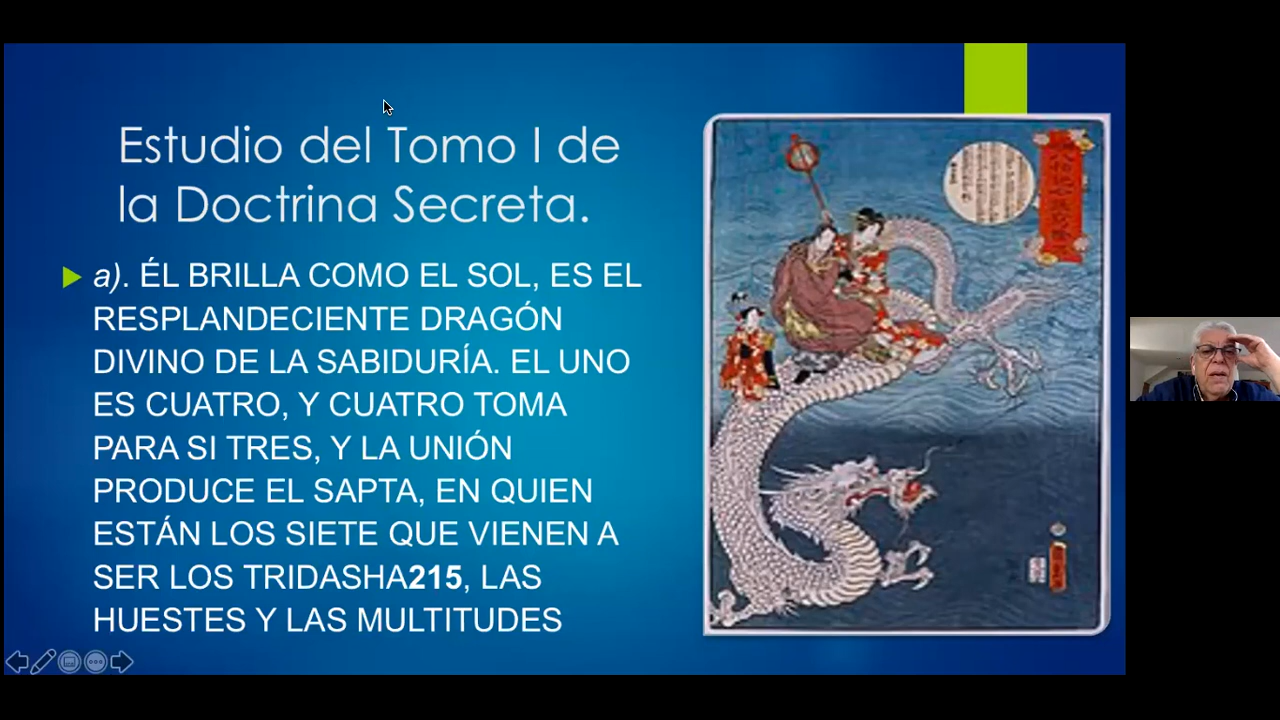 Estudio del Tomo I de
la Doctrina Secreta.
a). ÉL BRILLA COMO EL SOL, ES EL
RESPLANDECIENTE DRAGÓN
DIVINO DE LA SABIDURÍA. EL UNO
ES CUATRO, Y CUATRO TOMA
PARA SI TRES, Y LA UNIÓN
PRODUCE EL SAPTA, EN QUIEN
ESTÁN LOS SIETE QUE VIENEN A
SER LOS TRIDASHA215, LAS
HUESTES Y LAS MULTITUDES